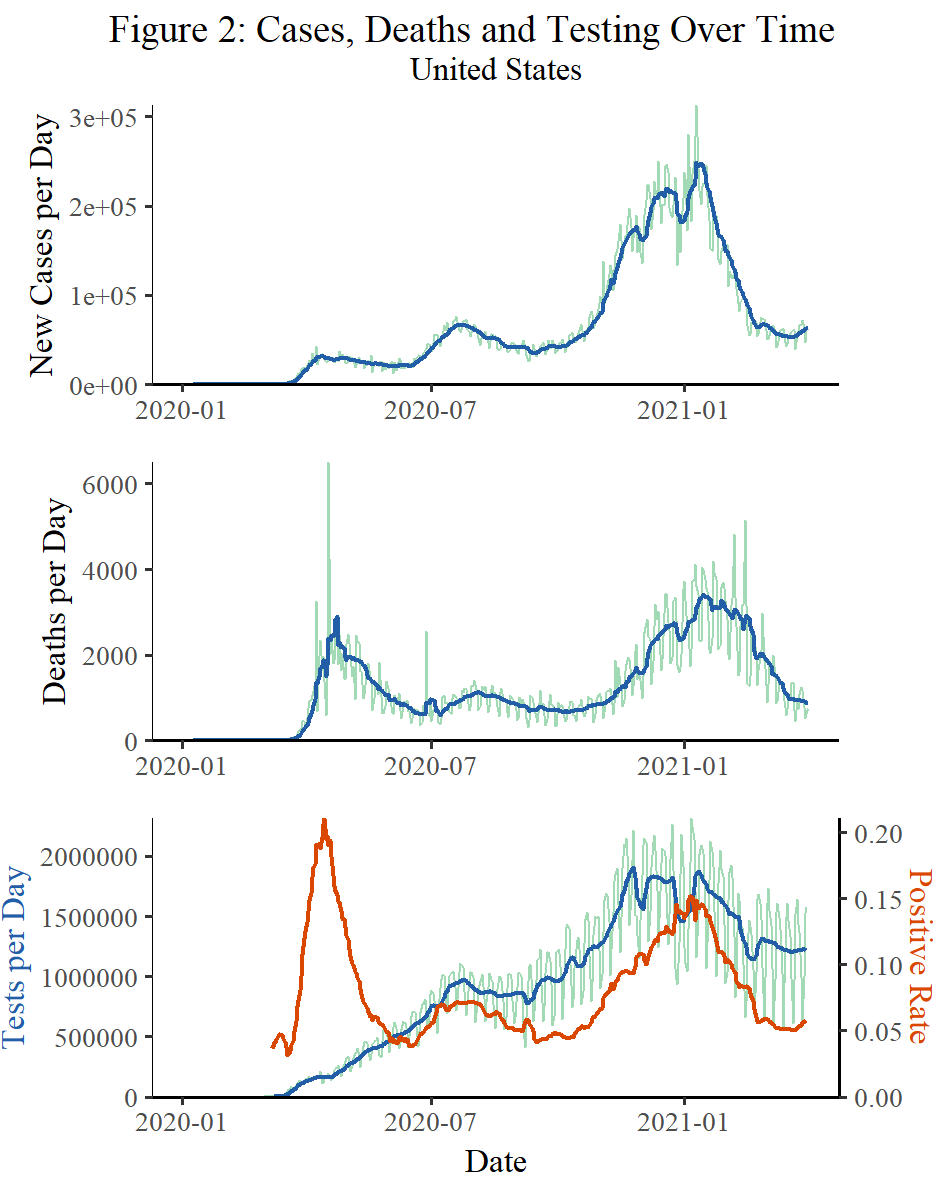 Figure 2: Cases, Deaths and Testing Over Time
United States
New Cases per Day
3e+05
2e+05
1e+05
0e+00
2020-01 2020-07 2021-01
Deaths per Day
6000
4000
2000
0
2020-01 2020-07 2021-01
Tests per Day
2000000
1500000
1000000
500000
0
0.20
0.15
0.10
0.05
0.00
Positive Rate
2020-01 2020-07 2021-01
Date